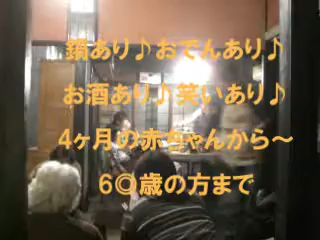 鍋あり♪おでんあり♪
お酒あり♪笑いあり♪
4ヶ月の赤ちゃんから～
6◎歳の方まで